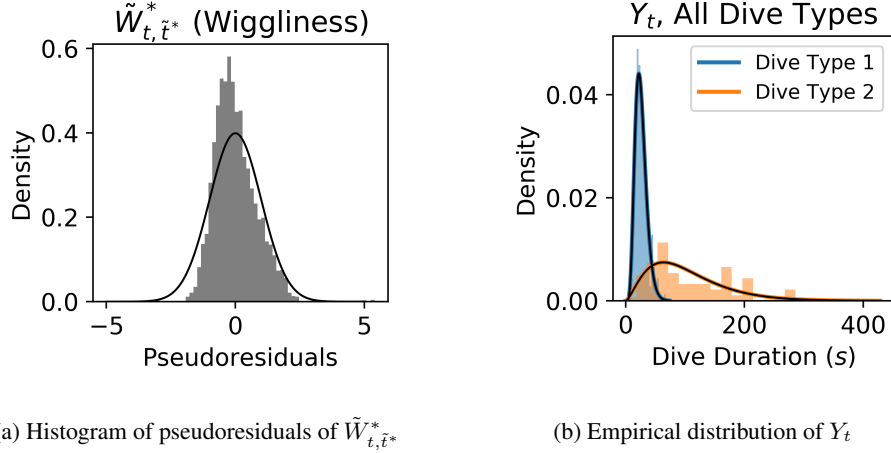 W̃*ₜ,ₜ̃* (Wiggliness)
Density
0.6
0.4
0.2
0.0
−5 0 5
Pseudoresiduals
a) Histogram of pseudoresiduals of W̃*ₜ,ₜ̃*
Yₜ, All Dive Types
Dive Type 1
Dive Type 2
Density
0.04
0.02
0.00
0 200 400
Dive Duration (s)
(b) Empirical distribution of Yₜ